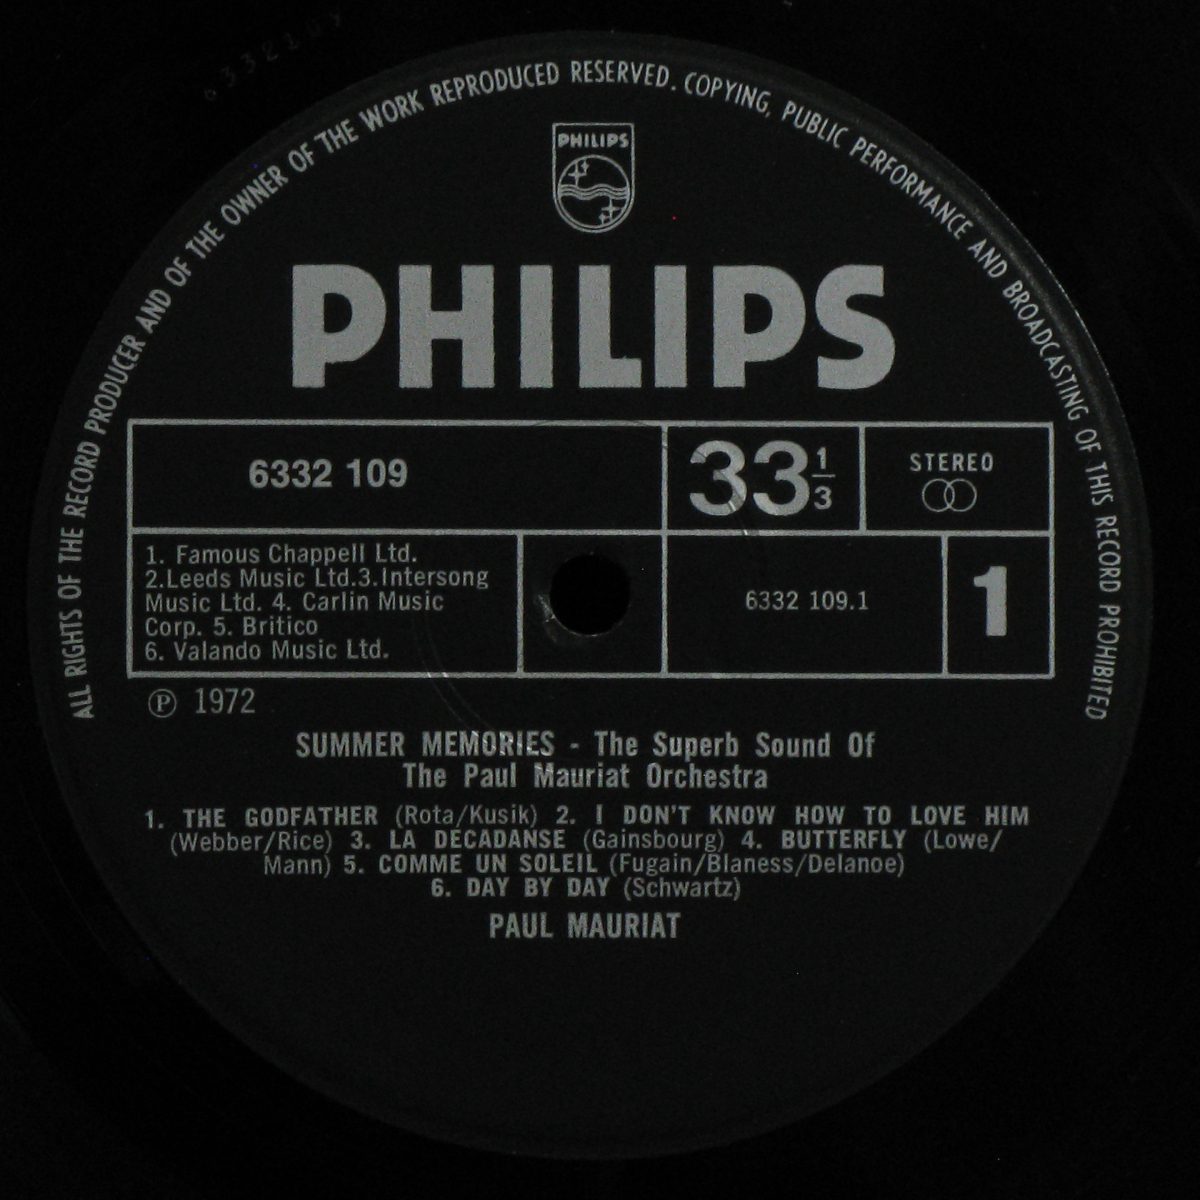 6332109
ALL RIGHTS OF THE RECORD PRODUCER AND OF THE OWNER OF THE WORK REPRODUCED RESERVED. COPYING, PUBLIC PERFORMANCE AND BROADCASTING OF THIS RECORD PROHIBITED
PHILIPS
PHILIPS
6332 109
33 1/3
STEREO
1. Famous Chappell Ltd.
2.Leeds Music Ltd.3.Intersong
Music Ltd. 4. Carlin Music
Corp. 5. Britico
6. Valando Music Ltd.
6332 109.1
1
Ⓟ 1972
SUMMER MEMORIES - The Superb Sound Of
The Paul Mauriat Orchestra
1. THE GODFATHER (Rota/Kusik) 2. I DON'T KNOW HOW TO LOVE HIM
(Webber/Rice) 3. LA DECADANSE (Gainsbourg) 4. BUTTERFLY (Lowe/
Mann) 5. COMME UN SOLEIL (Fugain/Blaness/Delanoe)
6. DAY BY DAY (Schwartz)
PAUL MAURIAT